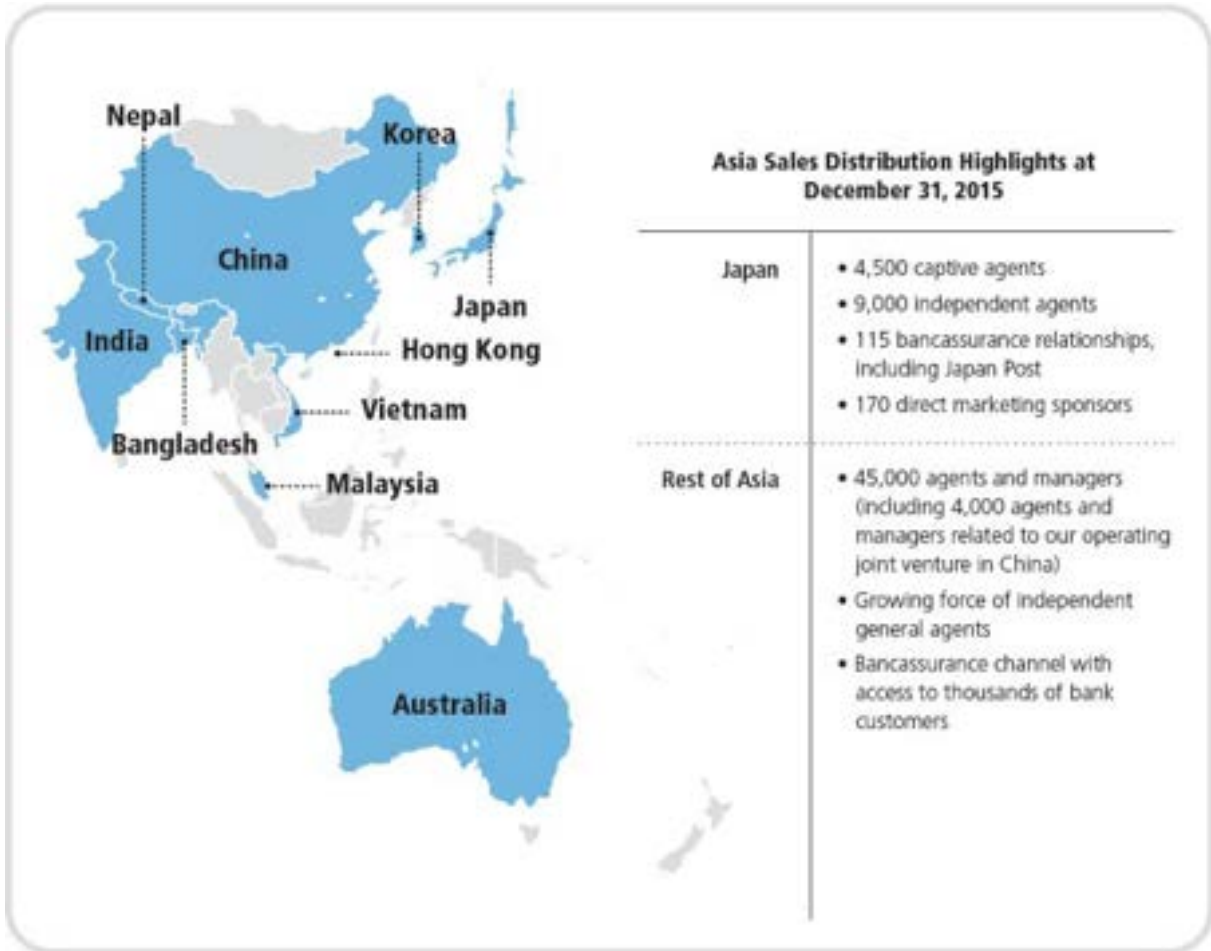 Nepal
Korea
China
Japan
India
Hong Kong
Vietnam
Bangladesh
Malaysia
Australia
Asia Sales Distribution Highlights at
December 31, 2015
Japan
• 4,500 captive agents
• 9,000 independent agents
• 115 bancassurance relationships,
including Japan Post
• 170 direct marketing sponsors
Rest of Asia
• 45,000 agents and managers
(including 4,000 agents and
managers related to our operating
joint venture in China)
• Growing force of independent
general agents
• Bancassurance channel with
access to thousands of bank
customers